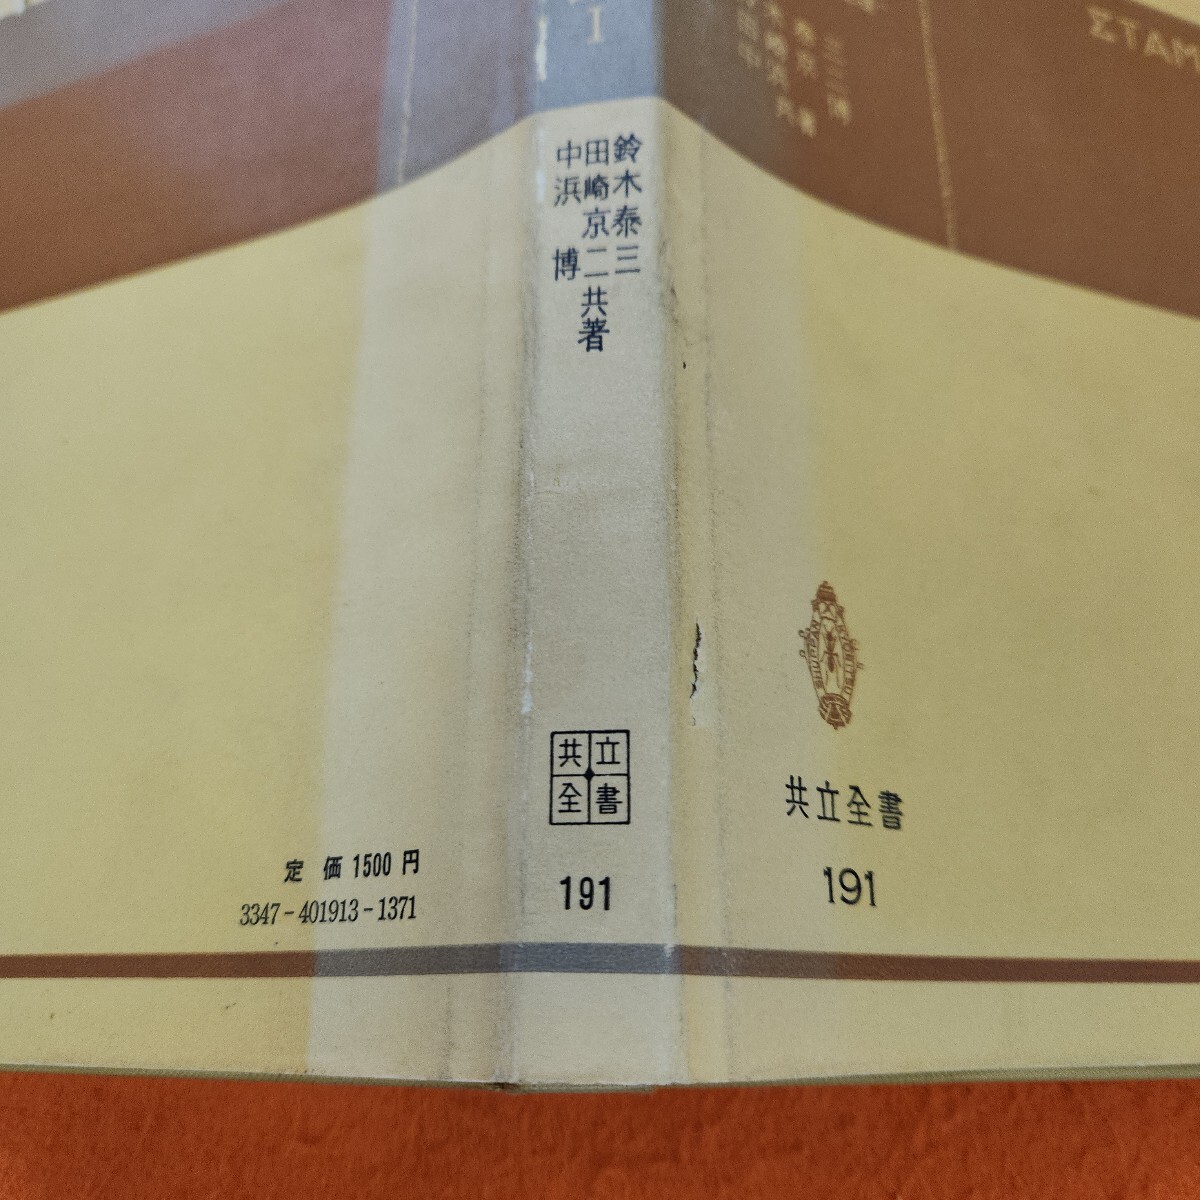 I
鈴木泰三
田崎京二
中浜博
共著
共立
全書
191
定価 1500 円
3347-401913-1371
ΣΤΑΜ
共立全書
191